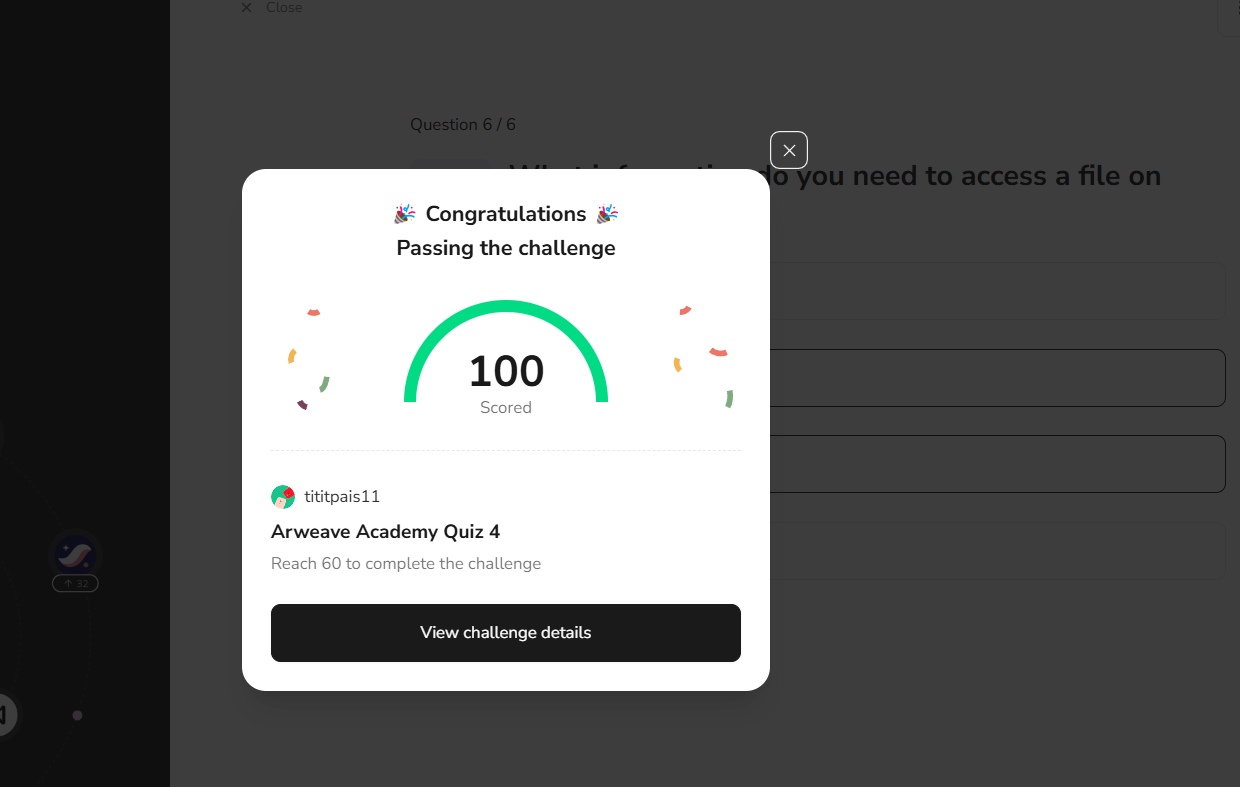 Close
Question 6 / 6
What information do you need to access a file on
Congratulations
Passing the challenge
100
Scored
tititpais11
Arweave Academy Quiz 4
Reach 60 to complete the challenge
View challenge details
32